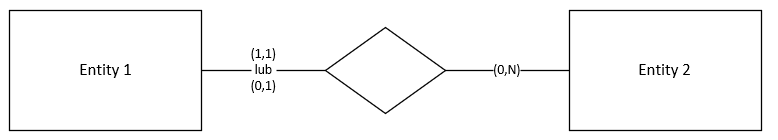 Entity 1
(1,1)
lub
(0,1)
(0,N)
Entity 2